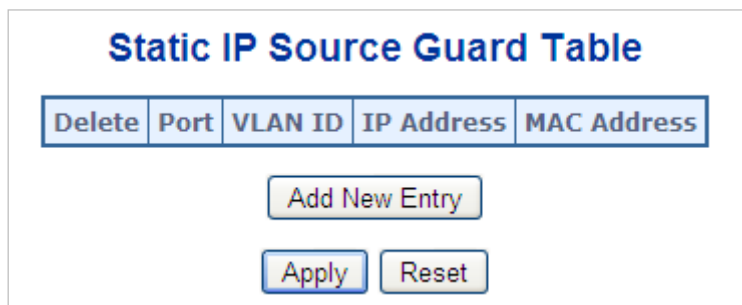 Static IP Source Guard Table
Delete Port VLAN ID IP Address MAC Address
Add New Entry
Apply Reset